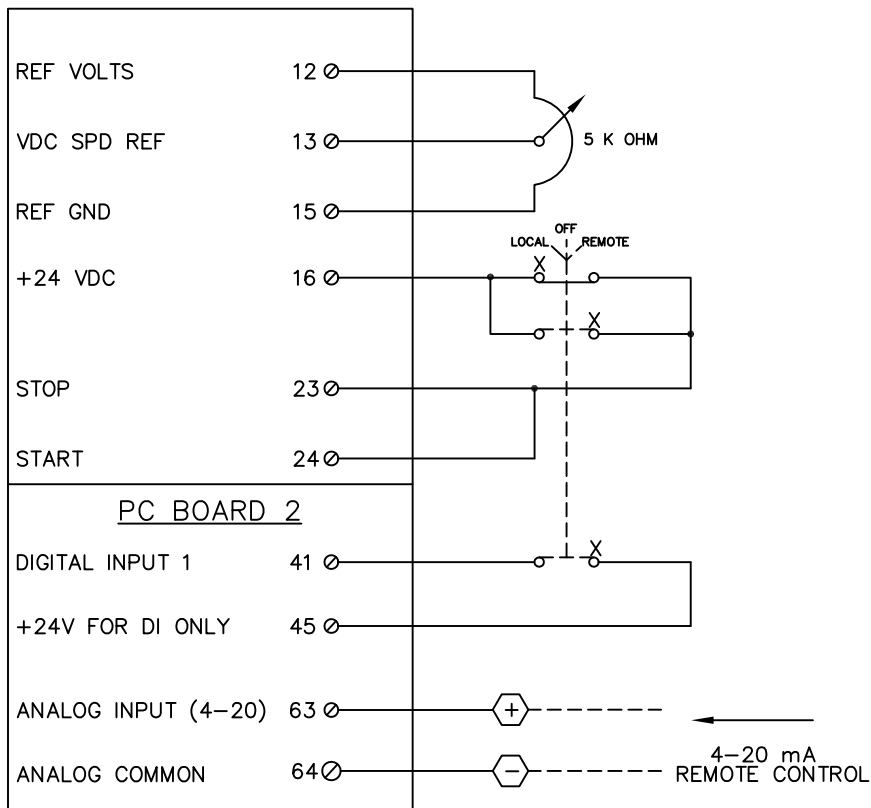 REF VOLTS 12
VDC SPD REF 13
5 K OHM
REF GND 15
OFF
LOCAL REMOTE
+24 VDC 16
X
X
STOP 23
START 24
PC BOARD 2
X
DIGITAL INPUT 1 41
+24V FOR DI ONLY 45
ANALOG INPUT (4-20) 63 +
4-20 mA
ANALOG COMMON 64 -
REMOTE CONTROL